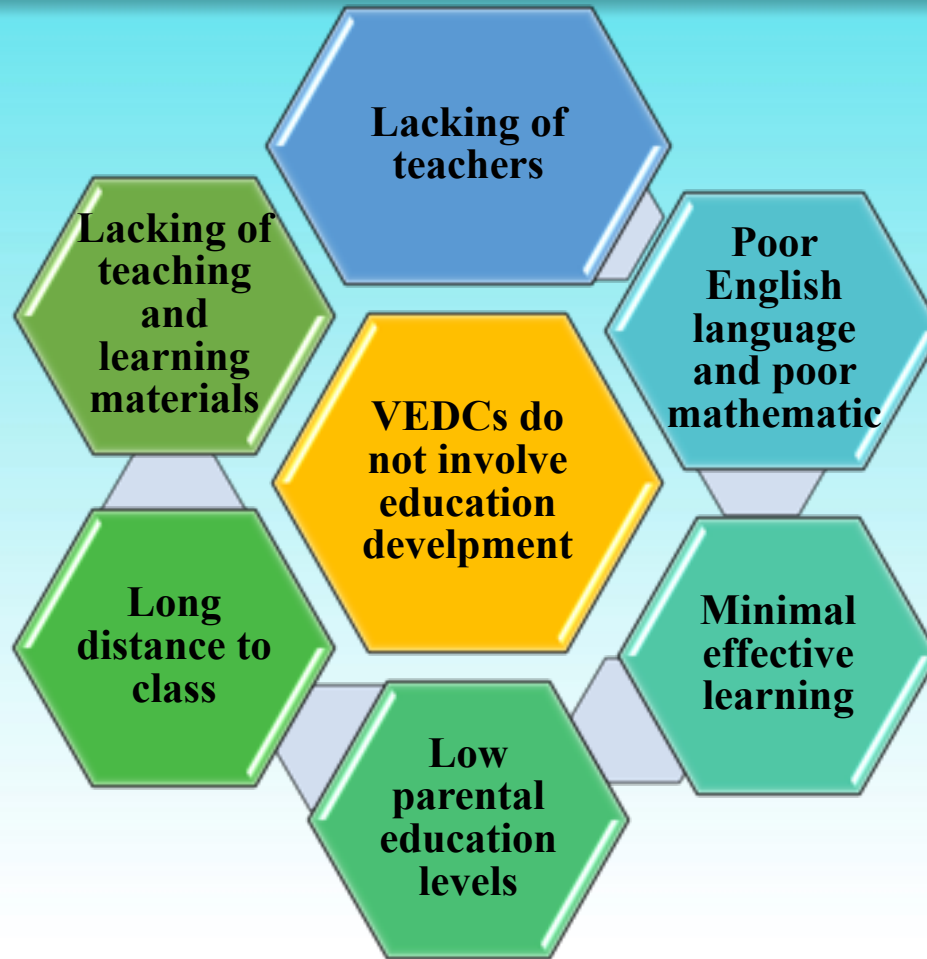 Lacking of
teachers
Poor
English
language
and poor
mathematic
Minimal
effective
learning
Low
parental
education
levels
Long
distance to
class
Lacking of
teaching
and
learning
materials
VEDCs do
not involve
education
develpment